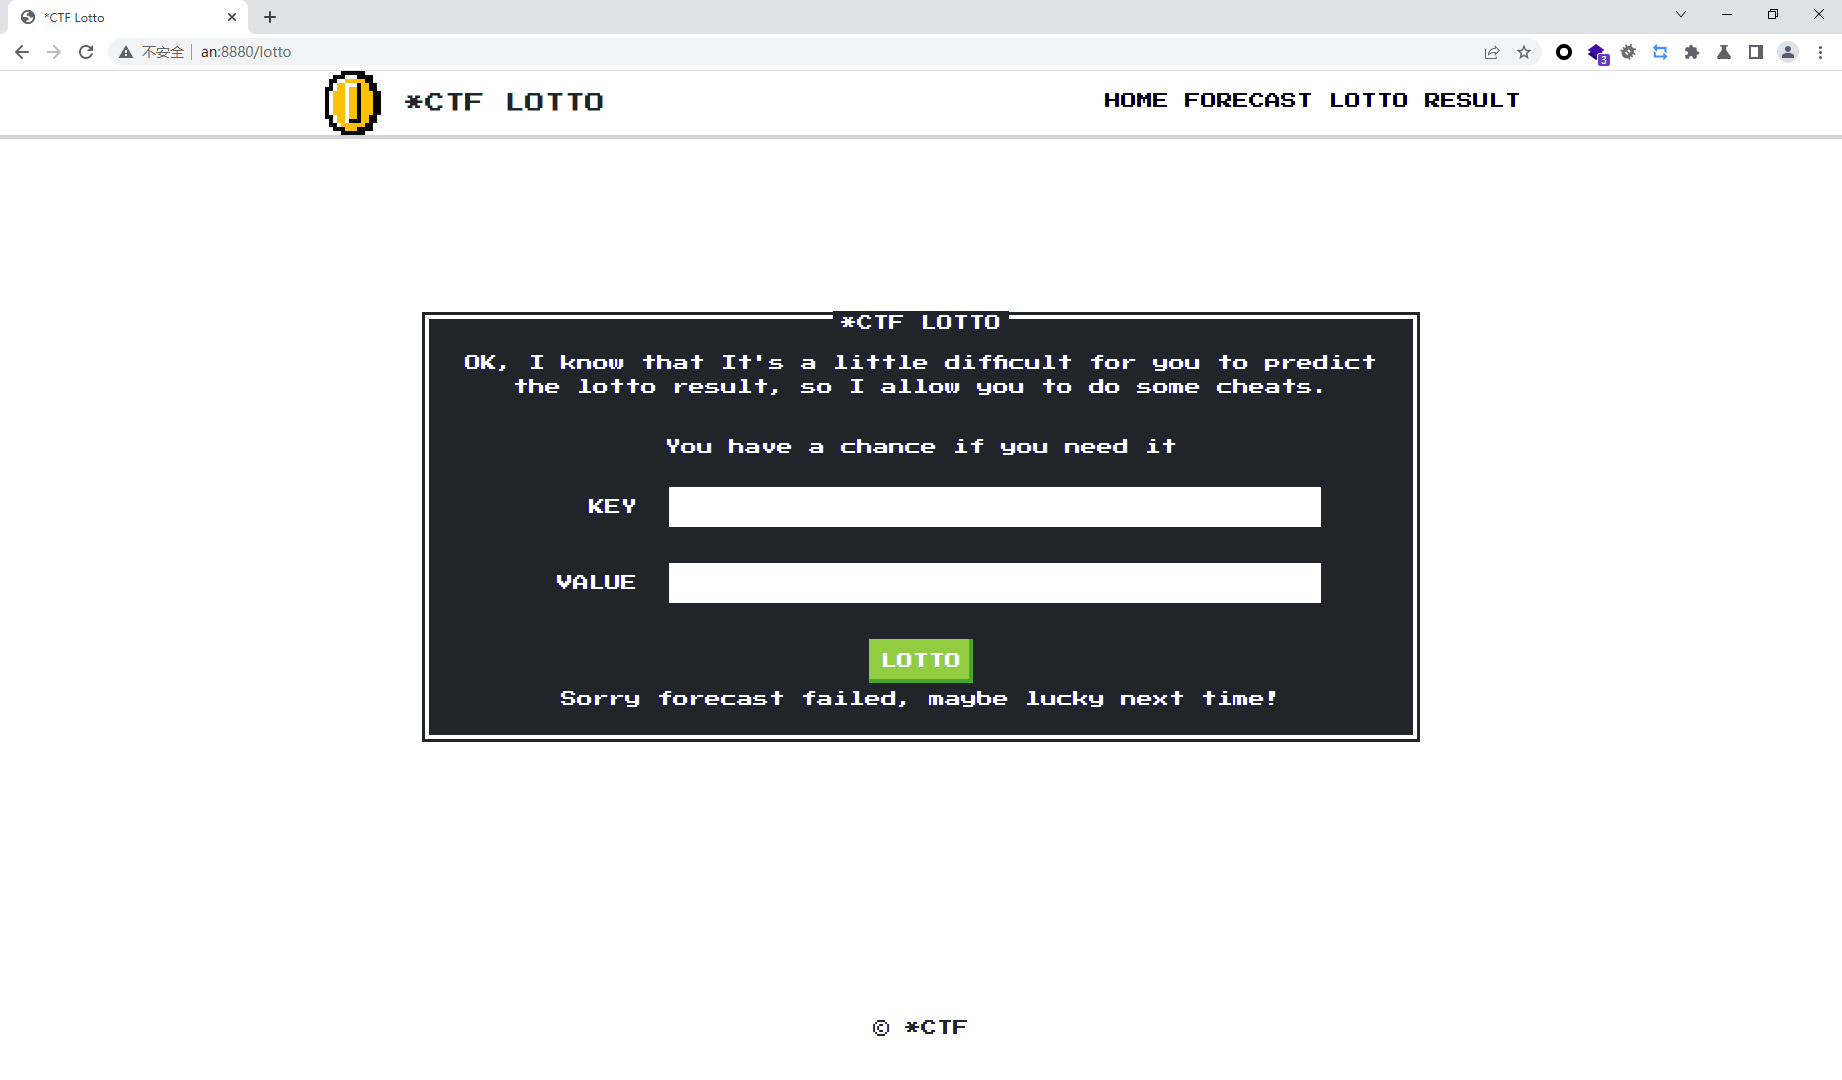 *CTF Lotto
不安全 an:8880/lotto
3
*CTF LOTTO
HOME FORECAST LOTTO RESULT
*CTF LOTTO
OK, I know that It's a little difficult for you to predict
the lotto result, so I allow you to do some cheats.
You have a chance if you need it
KEY
VALUE
LOTTO
Sorry forecast failed, maybe lucky next time!
© *CTF